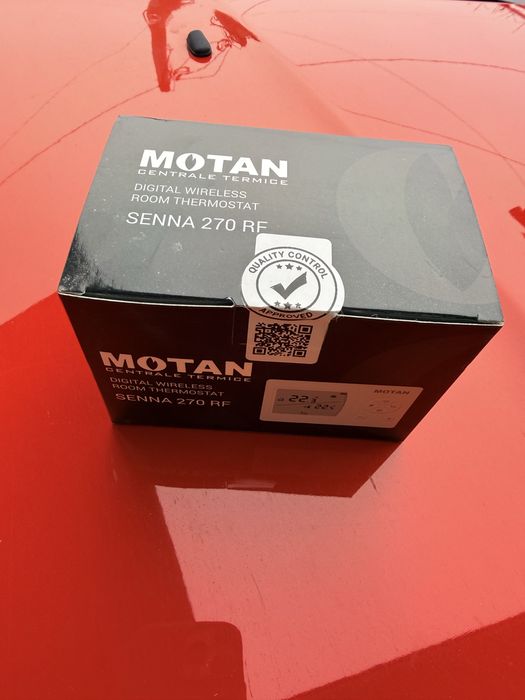 MOTAN
CENTRALE TERMICE
DIGITAL WIRELESS
ROOM THERMOSTAT
SENNA 270 RF
QUALITY CONTROL
APPROVED
MOTAN
CENTRALE TERMICE
DIGITAL WIRELESS
ROOM THERMOSTAT
SENNA 270 RF
MOTAN